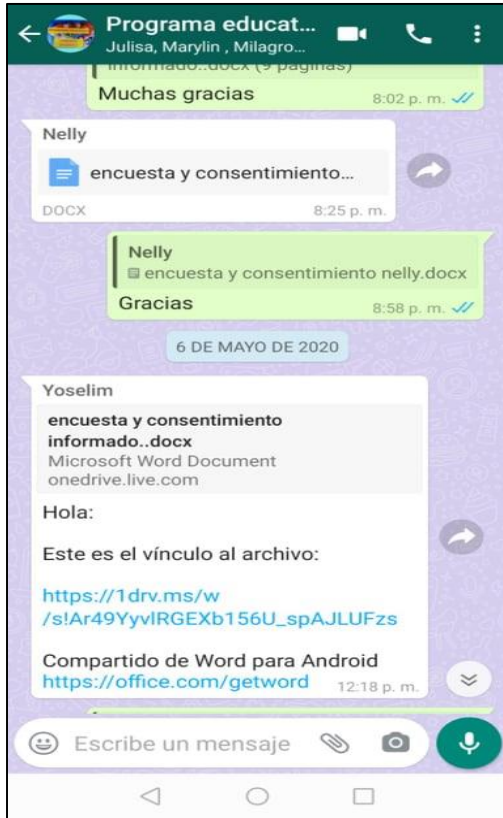 Programa educat...
Julisa, Marylin , Milagro...
informado..docx (9 páginas)
Muchas gracias
8:02 p. m.
Nelly
encuesta y consentimiento...
DOCX
8:25 p. m.
Nelly
encuesta y consentimiento nelly.docx
Gracias
8:58 p. m.
6 DE MAYO DE 2020
Yoselim
encuesta y consentimiento
informado..docx
Microsoft Word Document
onedrive.live.com
Hola:
Este es el vínculo al archivo:
https://1drv.ms/w
/s!Ar49YyvlRGEXb156U_spAJLUFzs
Compartido de Word para Android
https://office.com/getword
12:18 p. m.
Escribe un mensaje